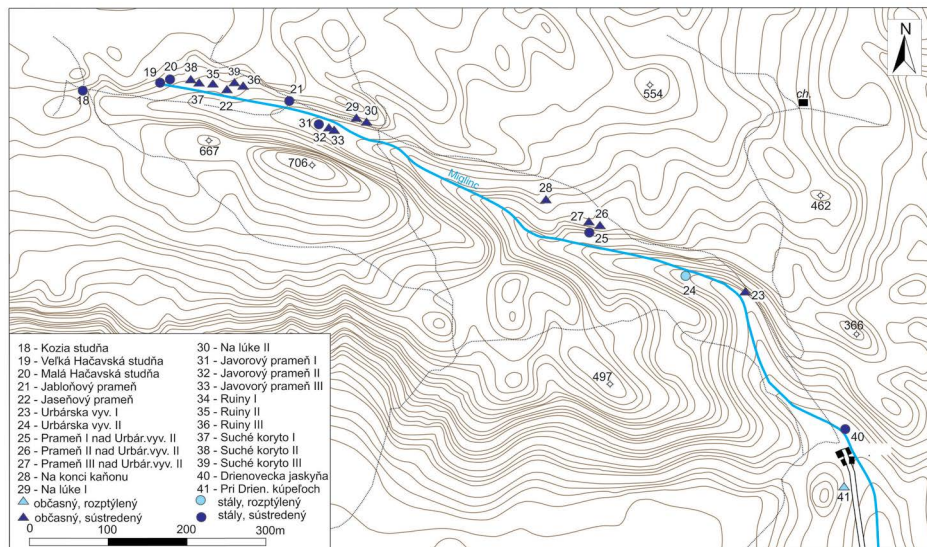 N
554
ch.
18
19
20
38
37
35
22
39
36
21
29
30
31
32
33
667
706
Miglinc
28
27
26
25
24
23
462
366
497
40
41
18 - Kozia studňa
19 - Veľká Hačavská studňa
20 - Malá Hačavská studňa
21 - Jabloňový prameň
22 - Jaseňový prameň
23 - Urbárska vyv. I
24 - Urbárska vyv. II
25 - Prameň I nad Urbár.vyv. II
26 - Prameň II nad Urbár.vyv. II
27 - Prameň III nad Urbár.vyv. II
28 - Na konci kaňonu
29 - Na lúke I
občasný, rozptýlený
občasný, sústredený
30 - Na lúke II
31 - Javorový prameň I
32 - Javorový prameň II
33 - Javovorý prameň III
34 - Ruiny I
35 - Ruiny II
36 - Ruiny III
37 - Suché koryto I
38 - Suché koryto II
39 - Suché koryto III
40 - Drienovecka jaskyňa
41 - Pri Drien. kúpeľoch
stály, rozptýlený
stály, sústredený
0 100 200 300m